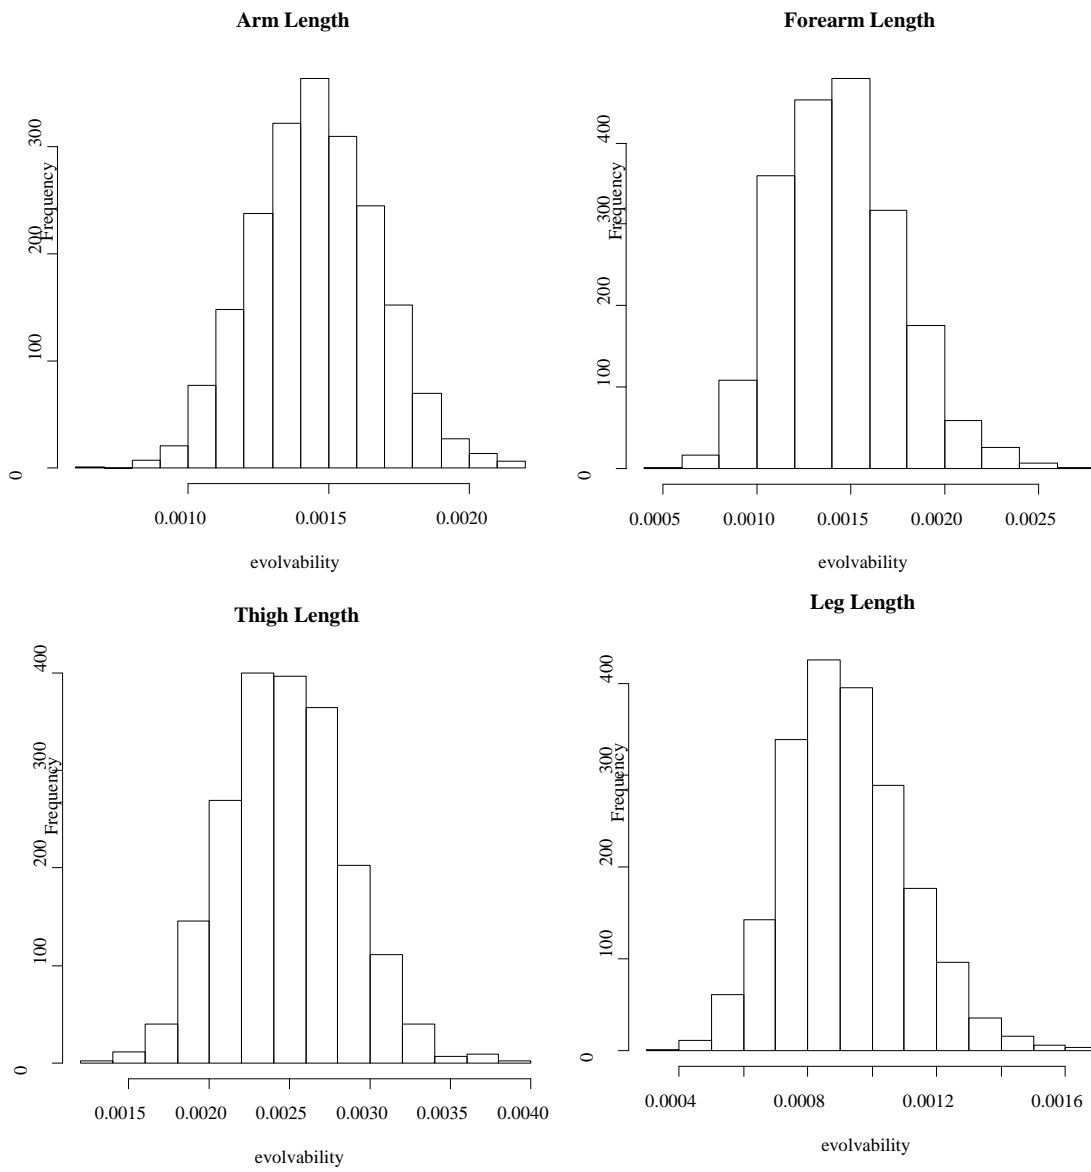 Arm Length
Frequency
300
200
100
0
0.0010 0.0015 0.0020
evolvability
Forearm Length
Frequency
400
300
200
100
0
0.0005 0.0010 0.0015 0.0020 0.0025
evolvability
Thigh Length
Frequency
400
300
200
100
0
0.0015 0.0020 0.0025 0.0030 0.0035 0.0040
evolvability
Leg Length
Frequency
400
300
200
100
0
0.0004 0.0008 0.0012 0.0016
evolvability